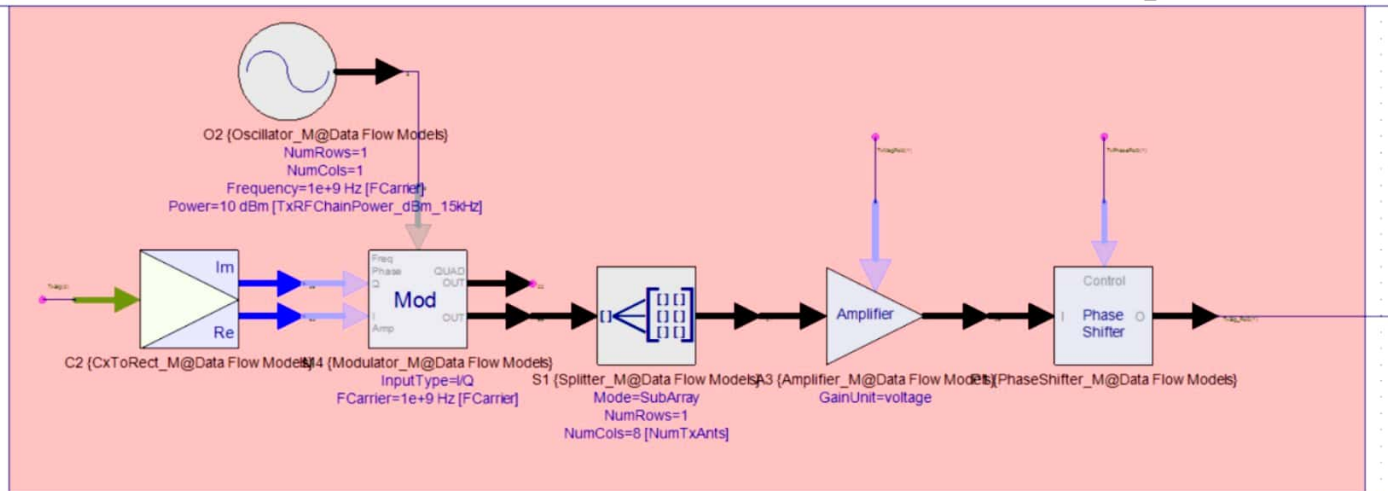 O2 {Oscillator_M@Data Flow Models}
NumRows=1
NumCols=1
Frequency=1e+9 Hz [FCarrier]
Power=10 dBm [TxRFChainPower_dBm_15kHz]
Im
Re
C2 {CxToRect_M@Data Flow Models}
Freq
Phase
Q
I
Amp
Mod
QUAD
OUT
OUT
M4 {Modulator_M@Data Flow Models}
InputType=I/Q
FCarrier=1e+9 Hz [FCarrier]
S1 {Splitter_M@Data Flow Models}
Mode=SubArray
NumRows=1
NumCols=8 [NumTxAnts]
Amplifier
A3 {Amplifier_M@Data Flow Models}
GainUnit=voltage
Control
I
Phase
Shifter
O
{PhaseShifter_M@Data Flow Models}